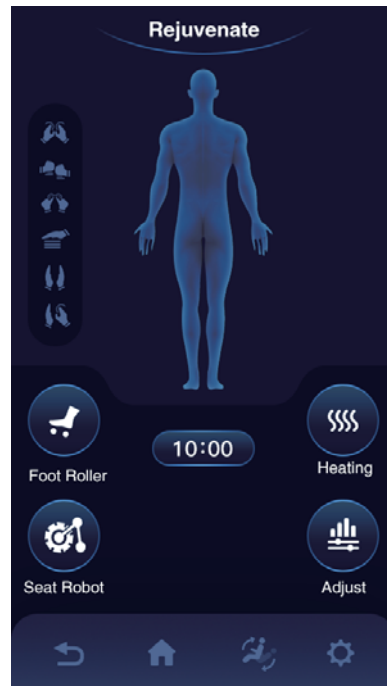 Rejuvenate
10:00
Foot Roller
Heating
Seat Robot
Adjust